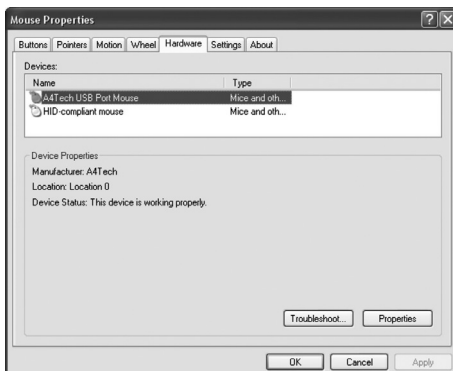 Mouse Properties
Buttons Pointers Motion Wheel Hardware Settings About
Devices:
Name Type
A4Tech USB Port Mouse Mice and oth...
HID-compliant mouse Mice and oth...
Device Properties
Manufacturer: A4Tech
Location: Location 0
Device Status: This device is working properly.
Troubleshoot... Properties
OK Cancel Apply